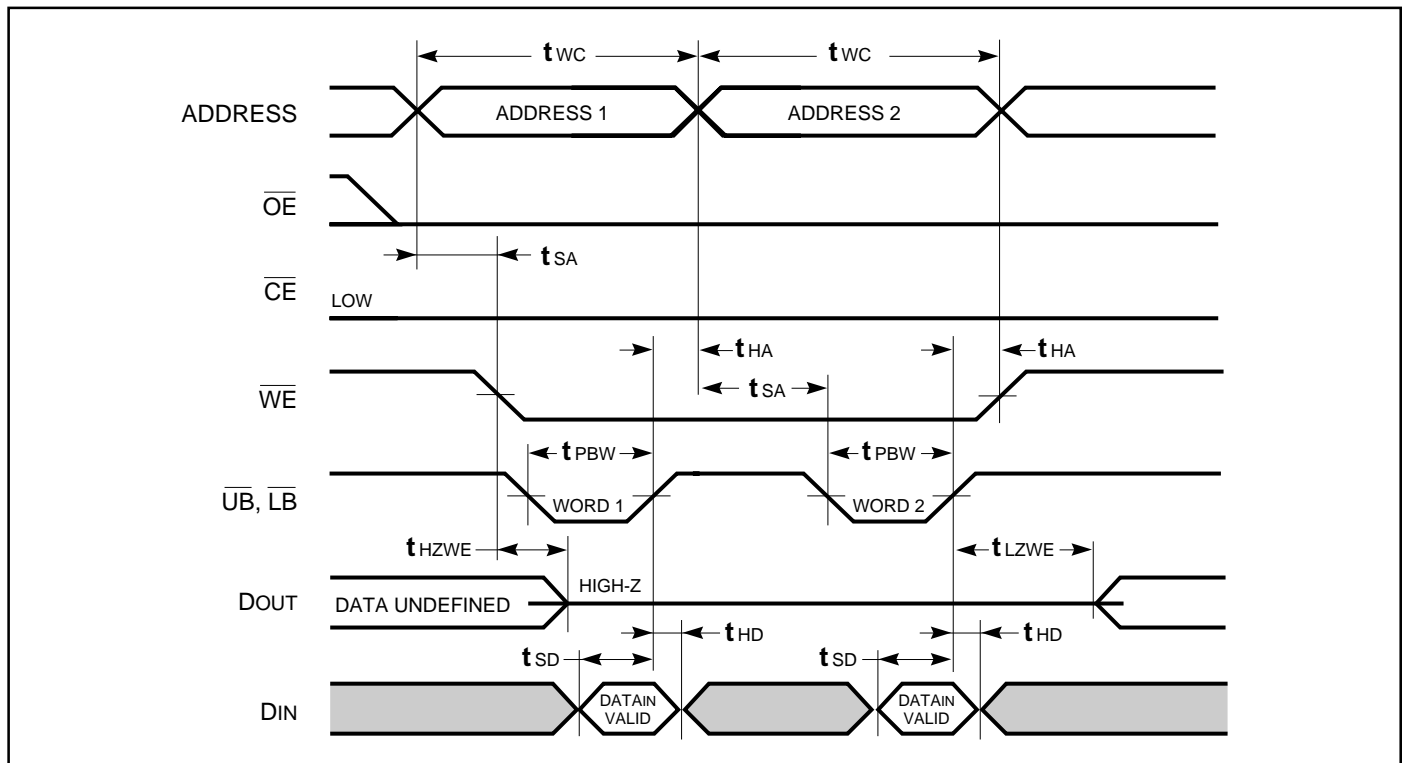 tWC tWC
ADDRESS ADDRESS 1 ADDRESS 2
OE
tSA
CE LOW
tHA tHA
WE tSA
tPBW tPBW
UB, LB WORD 1 WORD 2
tHZWE tLZWE
HIGH-Z
DOUT DATA UNDEFINED
tHD tHD
tSD tSD
DIN DATAIN VALID DATAIN VALID